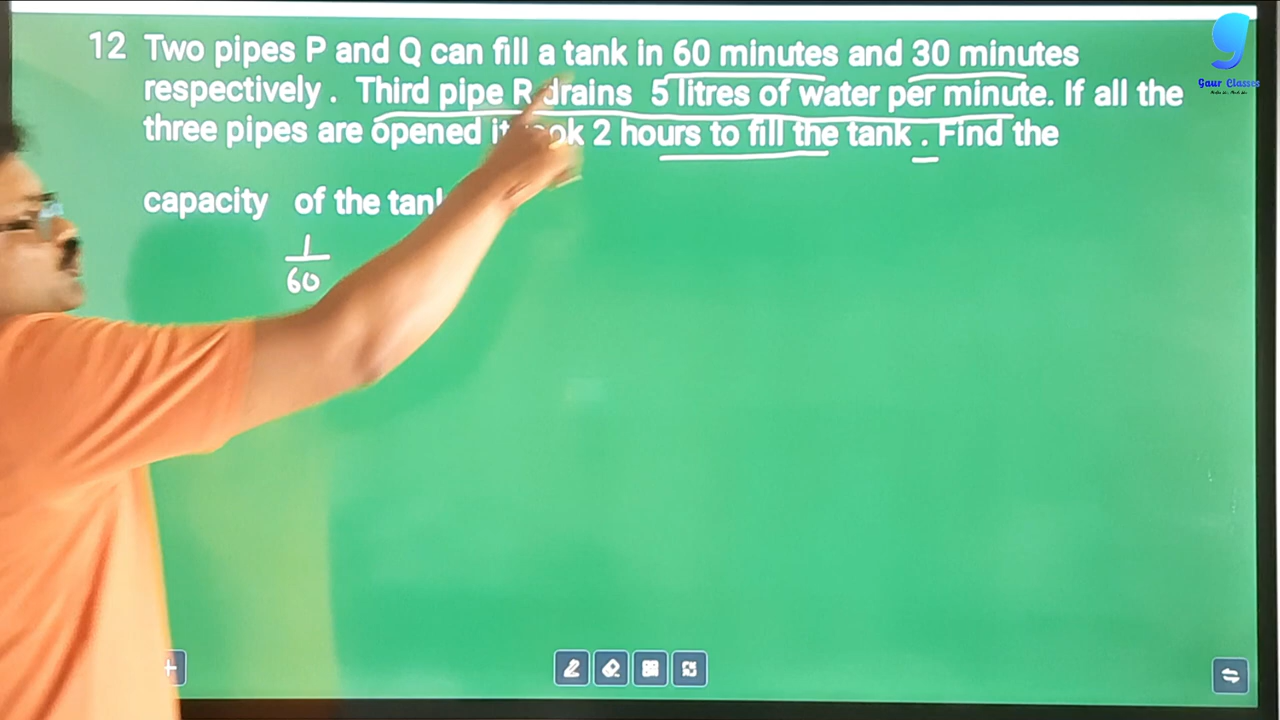 12 Two pipes P and Q can fill a tank in 60 minutes and 30 minutes
respectively . Third pipe R drains 5 litres of water per minute. If all the
three pipes are opened it 2 hours to fill the tank . Find the
capacity of the
1
60
g
Gaur Classes